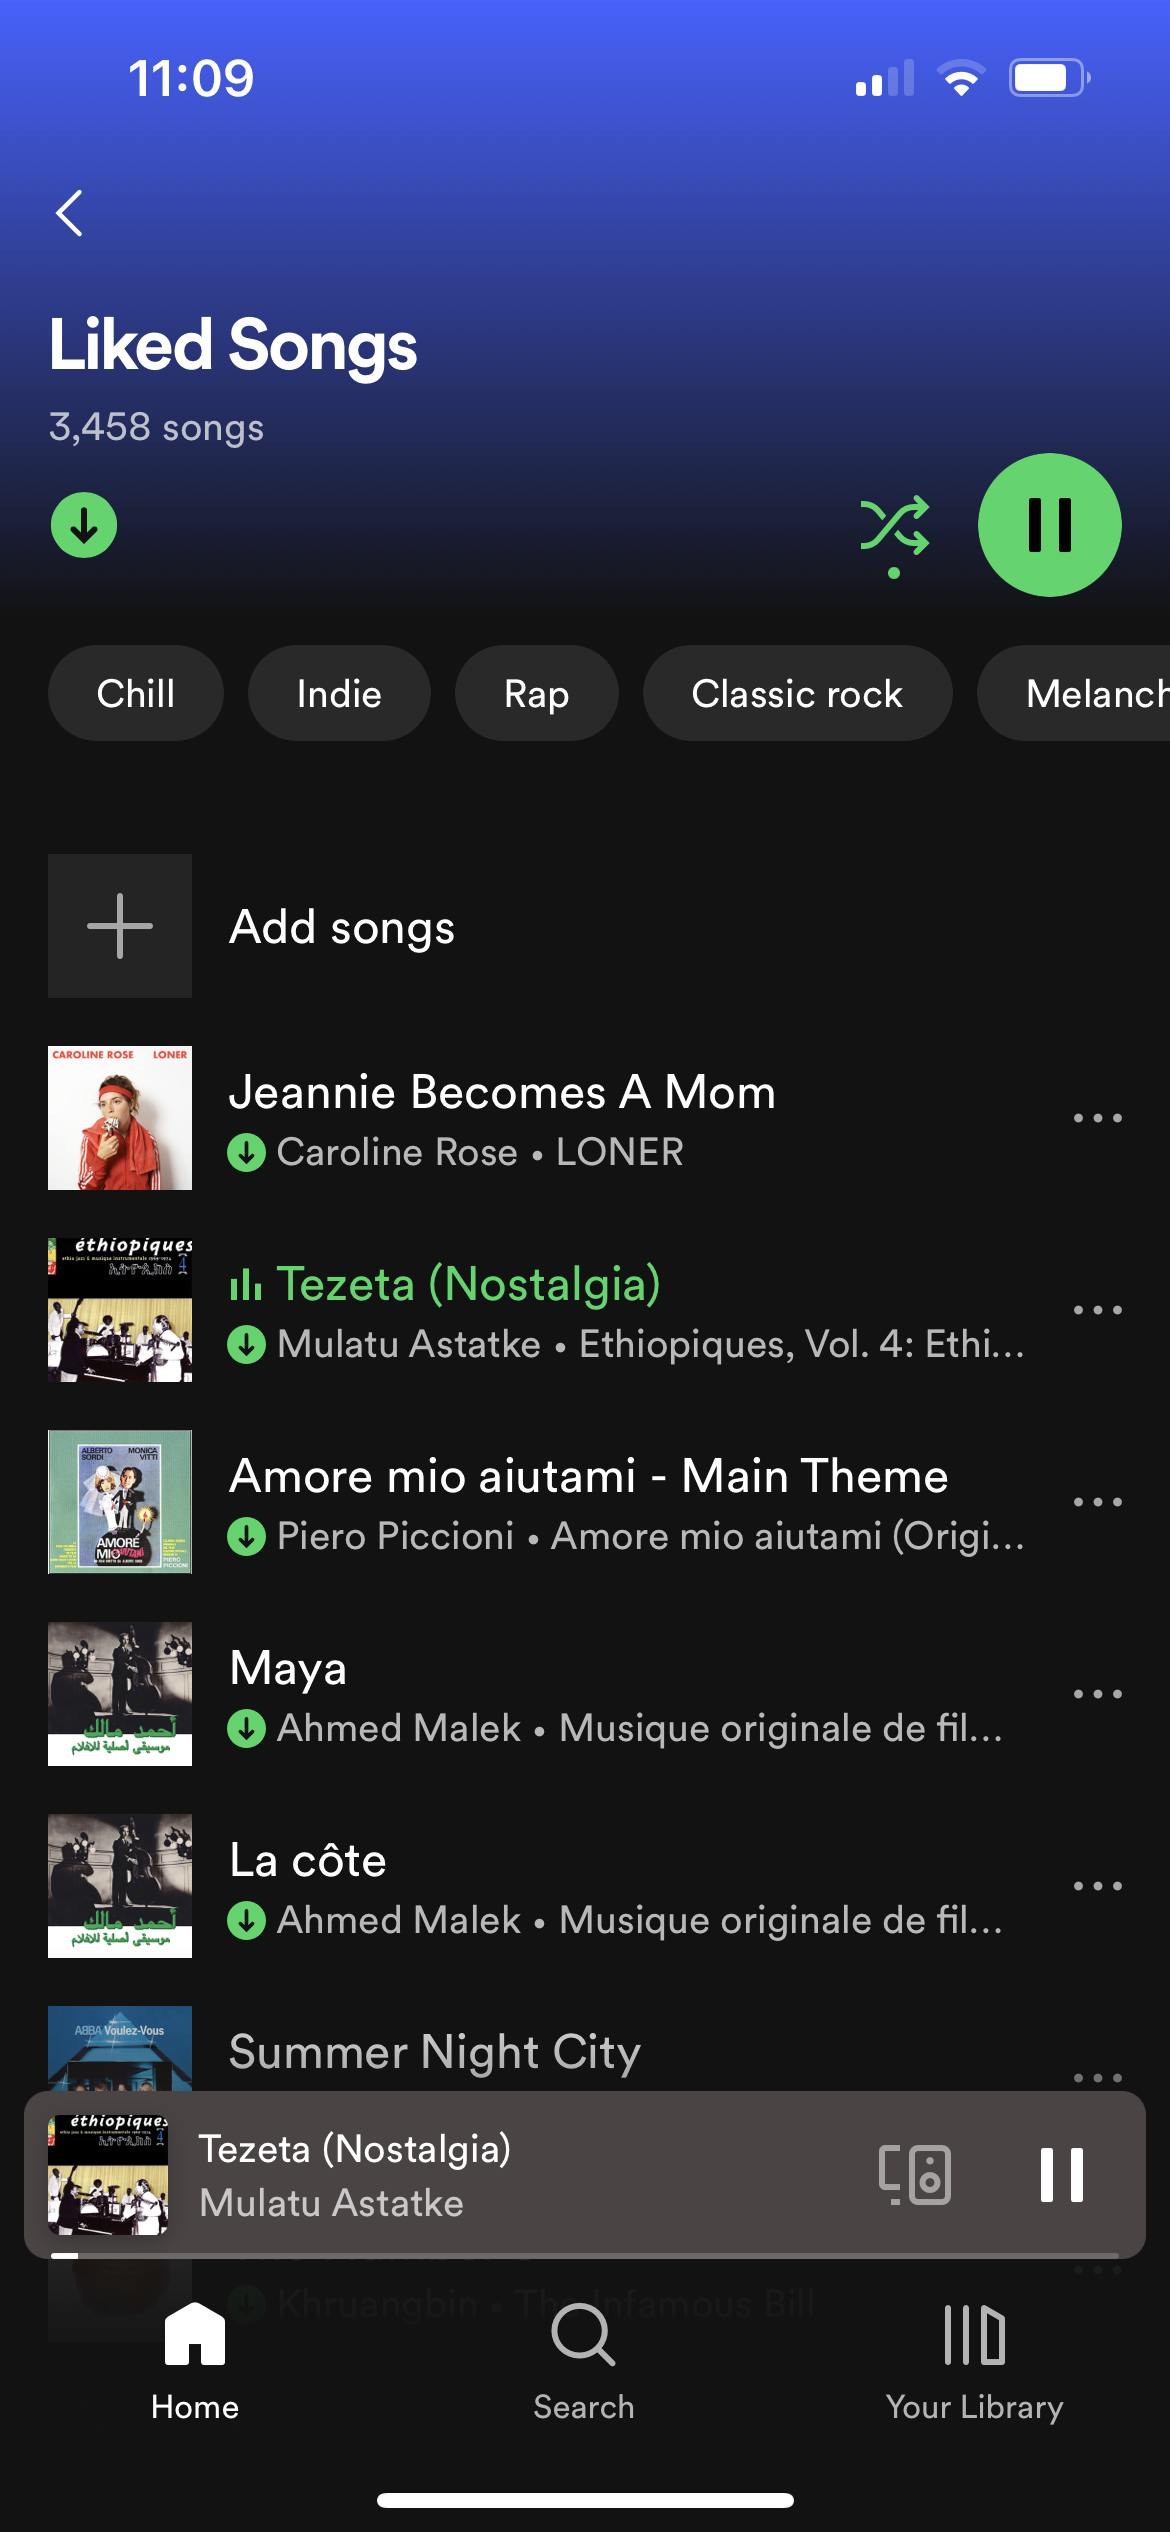 11:09
Liked Songs
3,458 songs
Chill
Indie
Rap
Classic rock
Melanch
Add songs
CAROLINE ROSE LONER
Jeannie Becomes A Mom
Caroline Rose • LONER
éthiopiques
4
Tezeta (Nostalgia)
Mulatu Astatke • Ethiopiques, Vol. 4: Ethi...
ALBERTO SORDI
MONICA VITTI
AMORE
MIO AIUTAMI
PIERO PICCIONI
Amore mio aiutami - Main Theme
Piero Piccioni • Amore mio aiutami (Origi...
أحمد مالك
موسيقى أصلية للأفلام
Maya
Ahmed Malek • Musique originale de fil...
أحمد مالك
موسيقى أصلية للأفلام
La côte
Ahmed Malek • Musique originale de fil...
ABBA Voulez-Vous
Summer Night City
éthiopiques
4
Tezeta (Nostalgia)
Mulatu Astatke
Khruangbin • The Infamous Bill
Home
Search
Your Library